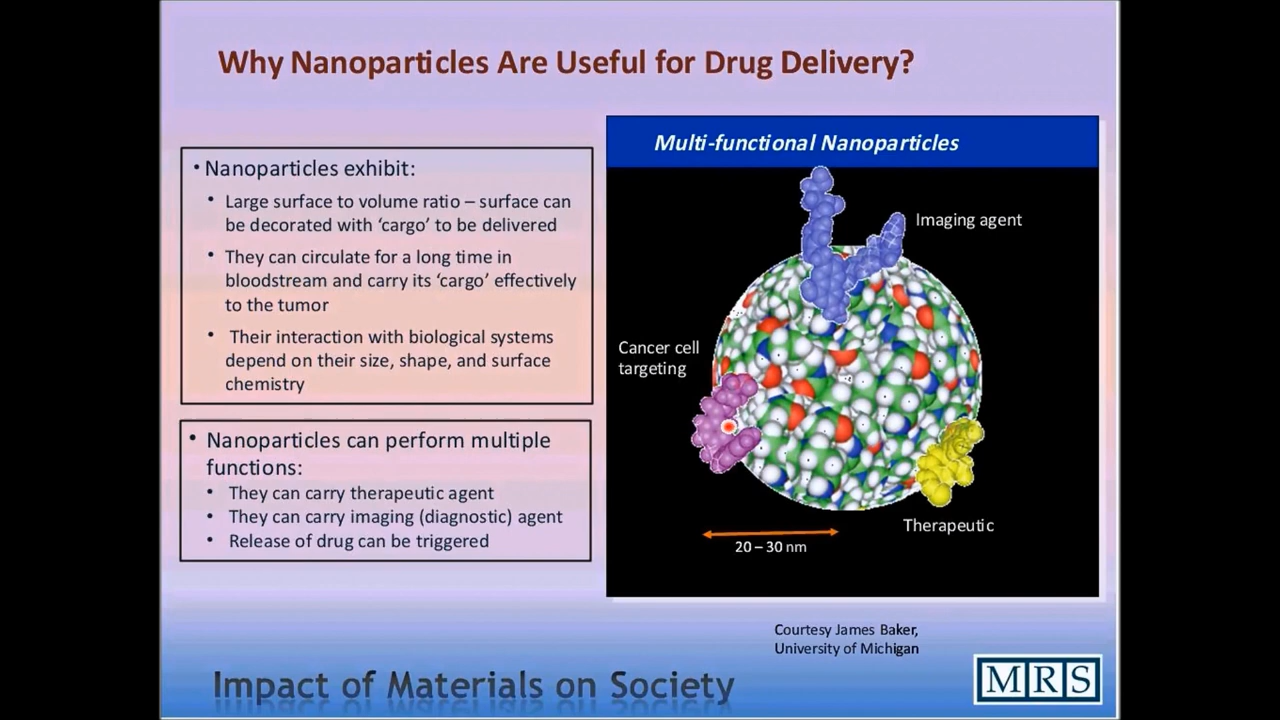 Why Nanoparticles Are Useful for Drug Delivery?
• Nanoparticles exhibit:
• Large surface to volume ratio – surface can
be decorated with ‘cargo’ to be delivered
• They can circulate for a long time in
bloodstream and carry its ‘cargo’ effectively
to the tumor
• Their interaction with biological systems
depend on their size, shape, and surface
chemistry
• Nanoparticles can perform multiple
functions:
• They can carry therapeutic agent
• They can carry imaging (diagnostic) agent
• Release of drug can be triggered
Multi-functional Nanoparticles
Imaging agent
Cancer cell
targeting
Therapeutic
20 – 30 nm
Courtesy James Baker,
University of Michigan
Impact of Materials on Society
MRS